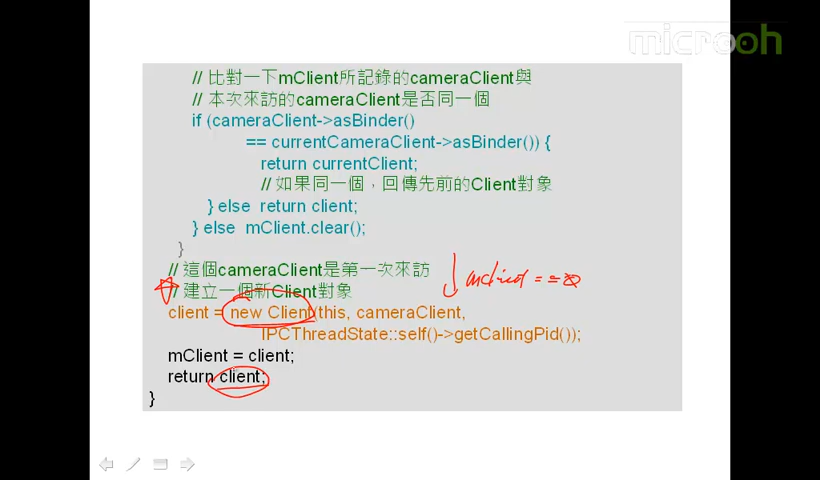 microoh
// 比對一下mClient所記錄的cameraClient與
// 本次來訪的cameraClient是否同一個
if (cameraClient->asBinder()
== currentCameraClient->asBinder()) {
return currentClient;
// 如果同一個，回傳先前的Client對象
} else return client;
} else mClient.clear();
}
// 這個cameraClient是第一次來訪
// 建立一個新Client對象
client = new Client(this, cameraClient,
IPCThreadState::self()->getCallingPid());
mClient = client;
return client;
}